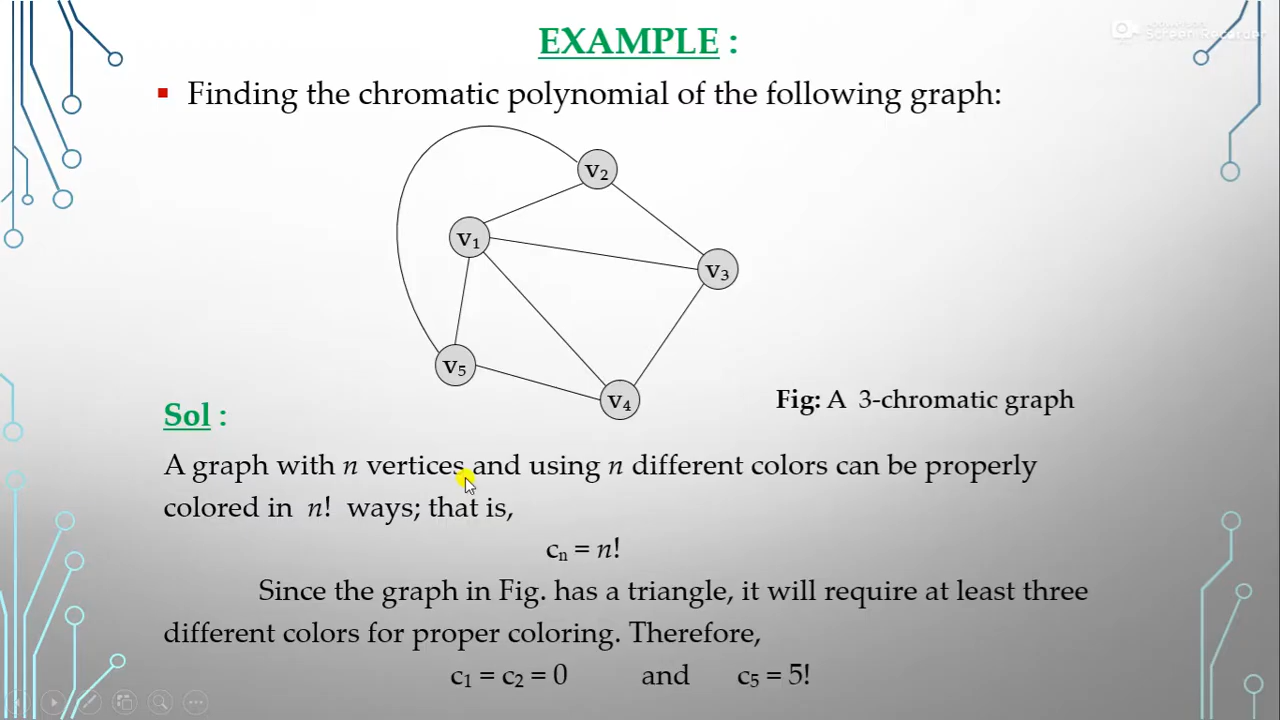 EXAMPLE :
Finding the chromatic polynomial of the following graph:
v₂
v₁
v₃
v₅
v₄
Fig: A 3-chromatic graph
Sol :
A graph with n vertices and using n different colors can be properly
colored in n! ways; that is,
cₙ = n!
Since the graph in Fig. has a triangle, it will require at least three
different colors for proper coloring. Therefore,
c₁ = c₂ = 0 and c₅ = 5!
Screen Recorder